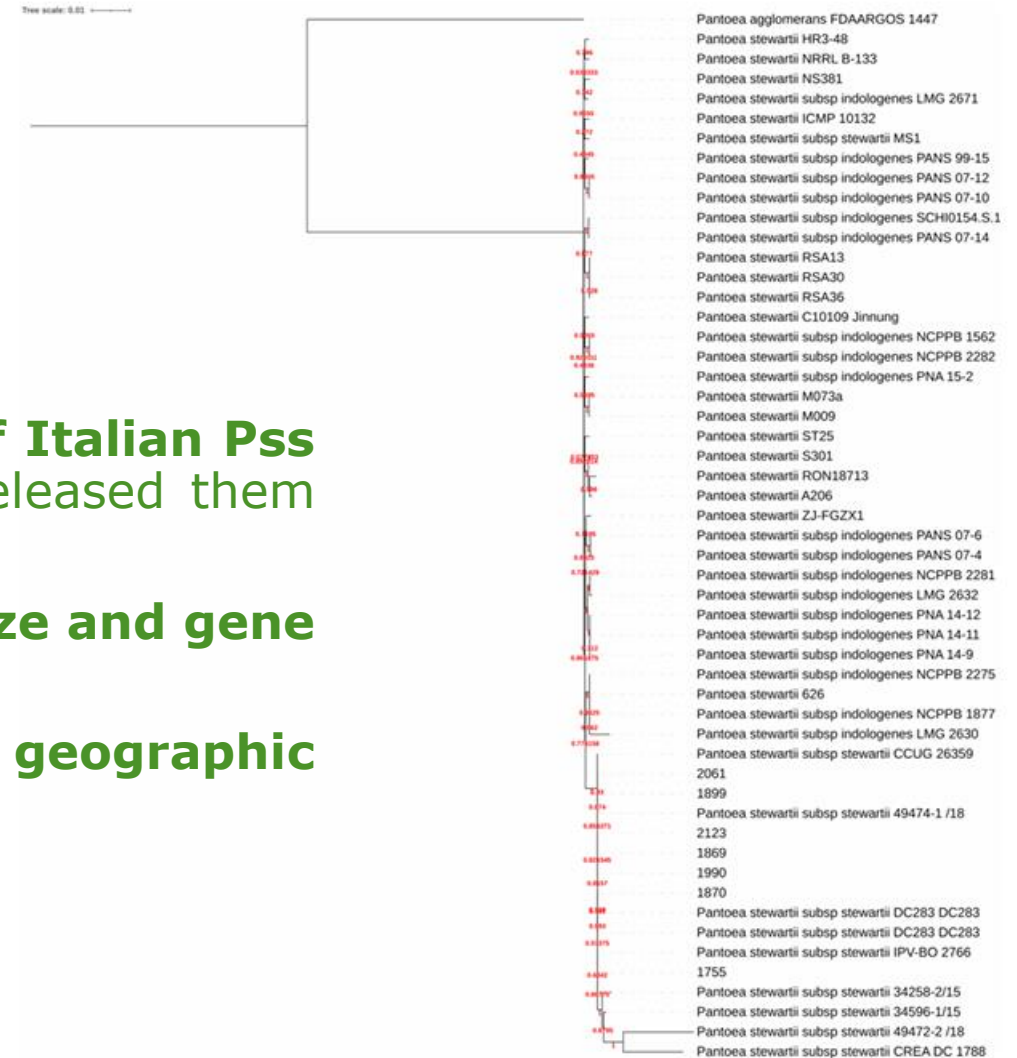 Tree scale: 0.01
f Italian Pss
eleased them
ze and gene
geographic
Pantoea agglomerans FDAARGOS 1447
Pantoea stewartii HR3-48
Pantoea stewartii NRRL B-133
Pantoea stewartii NS381
Pantoea stewartii subsp indologenes LMG 2671
Pantoea stewartii ICMP 10132
Pantoea stewartii subsp stewartii MS1
Pantoea stewartii subsp indologenes PANS 99-15
Pantoea stewartii subsp indologenes PANS 07-12
Pantoea stewartii subsp indologenes PANS 07-10
Pantoea stewartii subsp indologenes SCHI0154.S.1
Pantoea stewartii subsp indologenes PANS 07-14
Pantoea stewartii RSA13
Pantoea stewartii RSA30
Pantoea stewartii RSA36
Pantoea stewartii C10109 Jinnung
Pantoea stewartii subsp indologenes NCPPB 1562
Pantoea stewartii subsp indologenes NCPPB 2282
Pantoea stewartii subsp indologenes PNA 15-2
Pantoea stewartii M073a
Pantoea stewartii M009
Pantoea stewartii ST25
Pantoea stewartii S301
Pantoea stewartii RON18713
Pantoea stewartii A206
Pantoea stewartii ZJ-FGZX1
Pantoea stewartii subsp indologenes PANS 07-6
Pantoea stewartii subsp indologenes PANS 07-4
Pantoea stewartii subsp indologenes NCPPB 2281
Pantoea stewartii subsp indologenes LMG 2632
Pantoea stewartii subsp indologenes PNA 14-12
Pantoea stewartii subsp indologenes PNA 14-11
Pantoea stewartii subsp indologenes PNA 14-9
Pantoea stewartii subsp indologenes NCPPB 2275
Pantoea stewartii 626
Pantoea stewartii subsp indologenes NCPPB 1877
Pantoea stewartii subsp indologenes LMG 2630
Pantoea stewartii subsp stewartii CCUG 26359
2061
1899
Pantoea stewartii subsp stewartii 49474-1 /18
2123
1869
1990
1870
Pantoea stewartii subsp stewartii DC283 DC283
Pantoea stewartii subsp stewartii DC283 DC283
Pantoea stewartii subsp stewartii IPV-BO 2766
1755
Pantoea stewartii subsp stewartii 34258-2/15
Pantoea stewartii subsp stewartii 34596-1/15
Pantoea stewartii subsp stewartii 49472-2 /18
Pantoea stewartii subsp stewartii CREA DC 1788